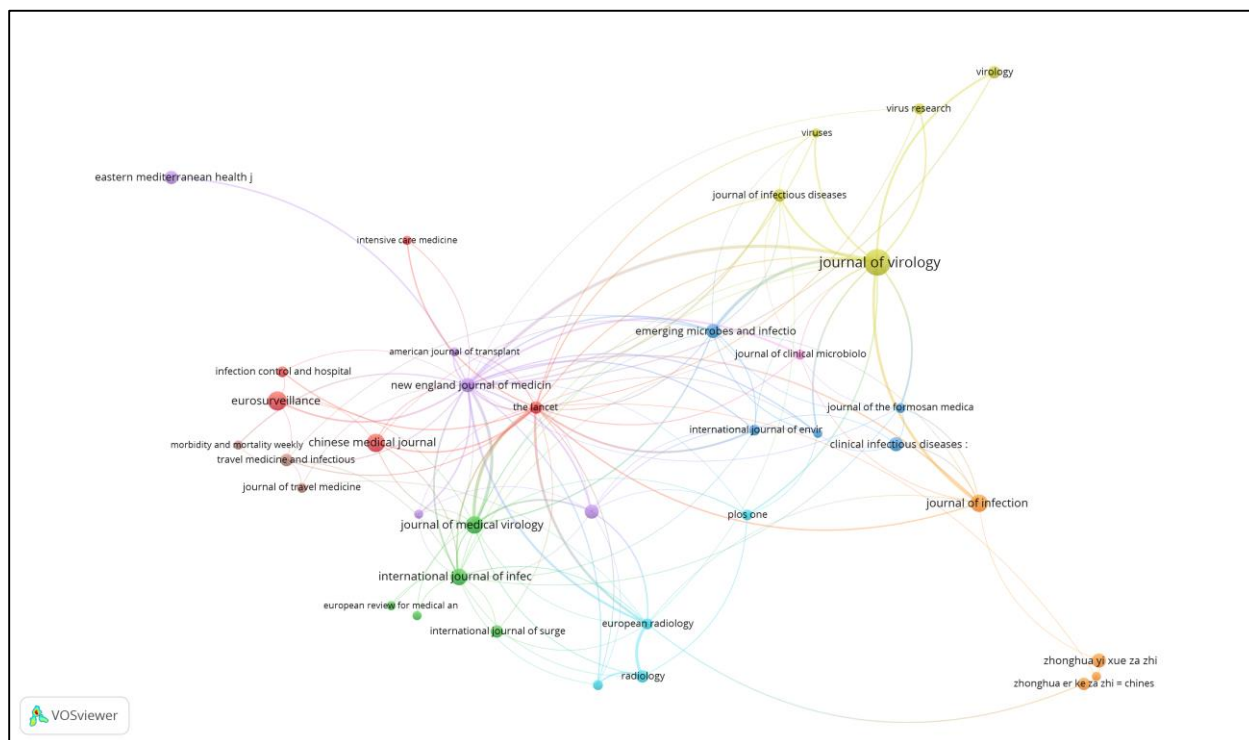 virology
virus research
viruses
eastern mediterranean health j
journal of infectious diseases
intensive care medicine
journal of virology
emerging microbes and infectio
american journal of transplant
journal of clinical microbiolo
infection control and hospital
new england journal of medicin
eurosurveillance
the lancet
journal of the formosan medica
international journal of envir
chinese medical journal
morbidity and mortality weekly
clinical infectious diseases :
travel medicine and infectious
journal of travel medicine
journal of infection
plos one
journal of medical virology
international journal of infec
european review for medical an
european radiology
international journal of surge
zhonghua yi xue za zhi
radiology
zhonghua er ke za zhi = chines
VOSviewer